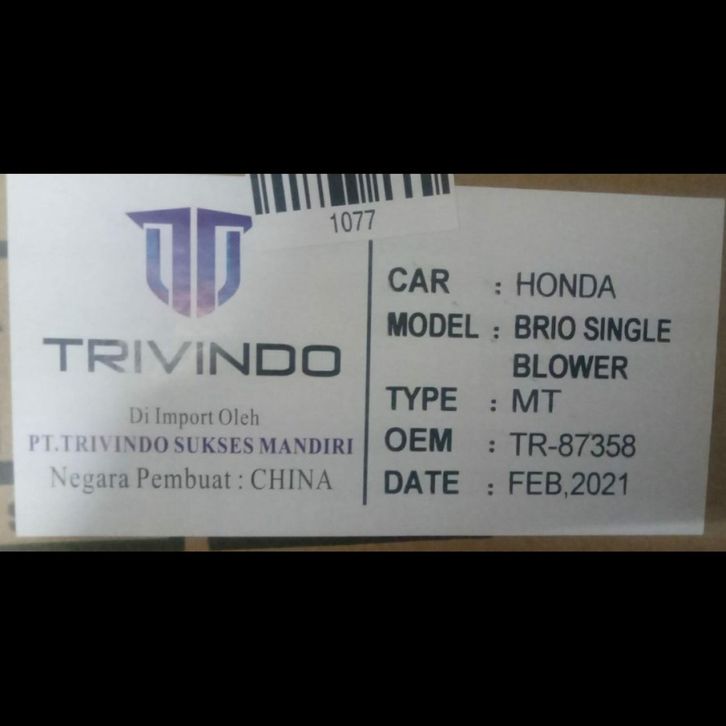 1077
TRIVINDO
Di Import Oleh
PT.TRIVINDO SUKSES MANDIRI
Negara Pembuat : CHINA
CAR : HONDA
MODEL : BRIO SINGLE
BLOWER
TYPE : MT
OEM : TR-87358
DATE : FEB,2021